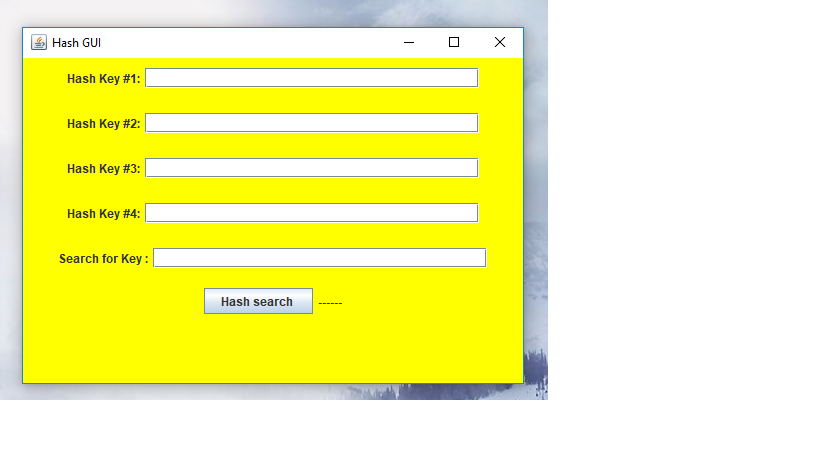 Hash GUI
Hash Key #1:
Hash Key #2:
Hash Key #3:
Hash Key #4:
Search for Key :
Hash search ------